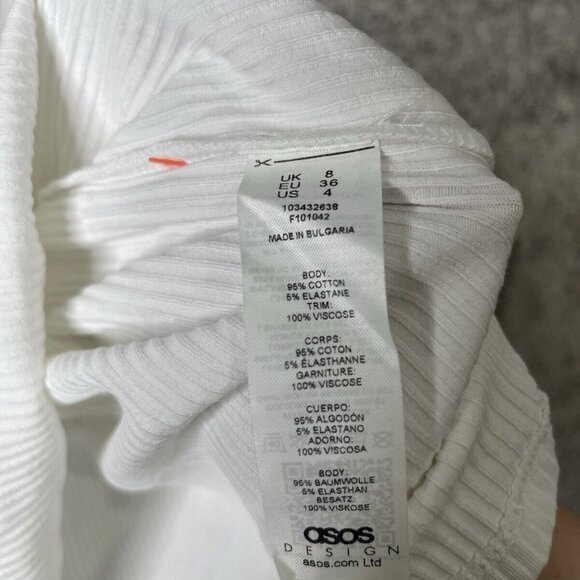 UK 8
EU 36
US 4
103432638
F101042
MADE IN BULGARIA
BODY:
95% COTTON
5% ELASTANE
TRIM:
100% VISCOSE
CORPS:
95% COTON
5% ÉLASTHANNE
GARNITURE:
100% VISCOSE
CUERPO:
95% ALGODÓN
5% ELASTANO
ADORNO:
100% VISCOSA
BODY:
95% BAUMWOLLE
5% ELASTHAN
BESATZ:
100% VISKOSE
asos
DESIGN
asos.com Ltd